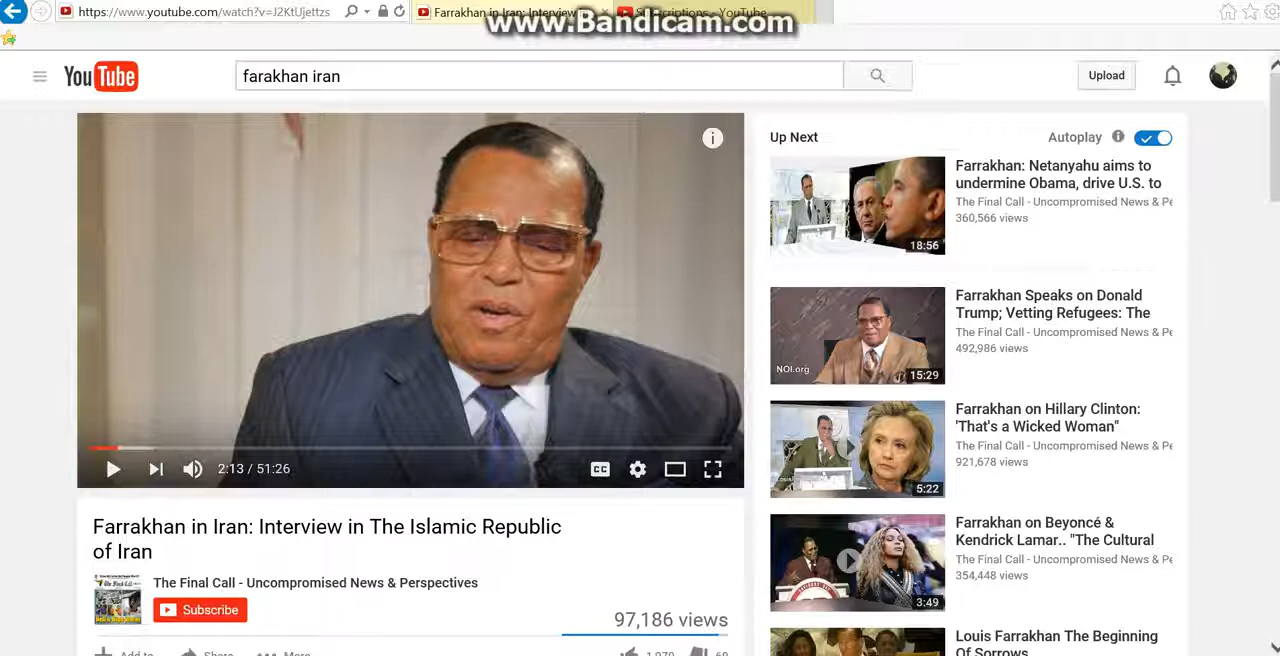 https://www.youtube.com/watch?v=J2KtUjettzs
Farrakhan in Iran: Interview
Subscriptions - YouTube
www.Bandicam.com
YouTube
farakhan iran
Upload
Up Next
Autoplay
Farrakhan: Netanyahu aims to
undermine Obama, drive U.S. to
The Final Call - Uncompromised News & Pe
360,566 views
18:56
Farrakhan Speaks on Donald
Trump; Vetting Refugees: The
The Final Call - Uncompromised News & Pe
492,986 views
NOI.org
15:29
Farrakhan on Hillary Clinton:
'That's a Wicked Woman"
The Final Call - Uncompromised News & Pe
921,678 views
5:22
Farrakhan on Beyoncé &
Kendrick Lamar.. "The Cultural
The Final Call - Uncompromised News & Pe
354,448 views
3:49
Louis Farrakhan The Beginning
Of Sorrows
2:13 / 51:26
CC
Farrakhan in Iran: Interview in The Islamic Republic
of Iran
The Final Call - Uncompromised News & Perspectives
Subscribe
97,186 views
Add to
Share
More